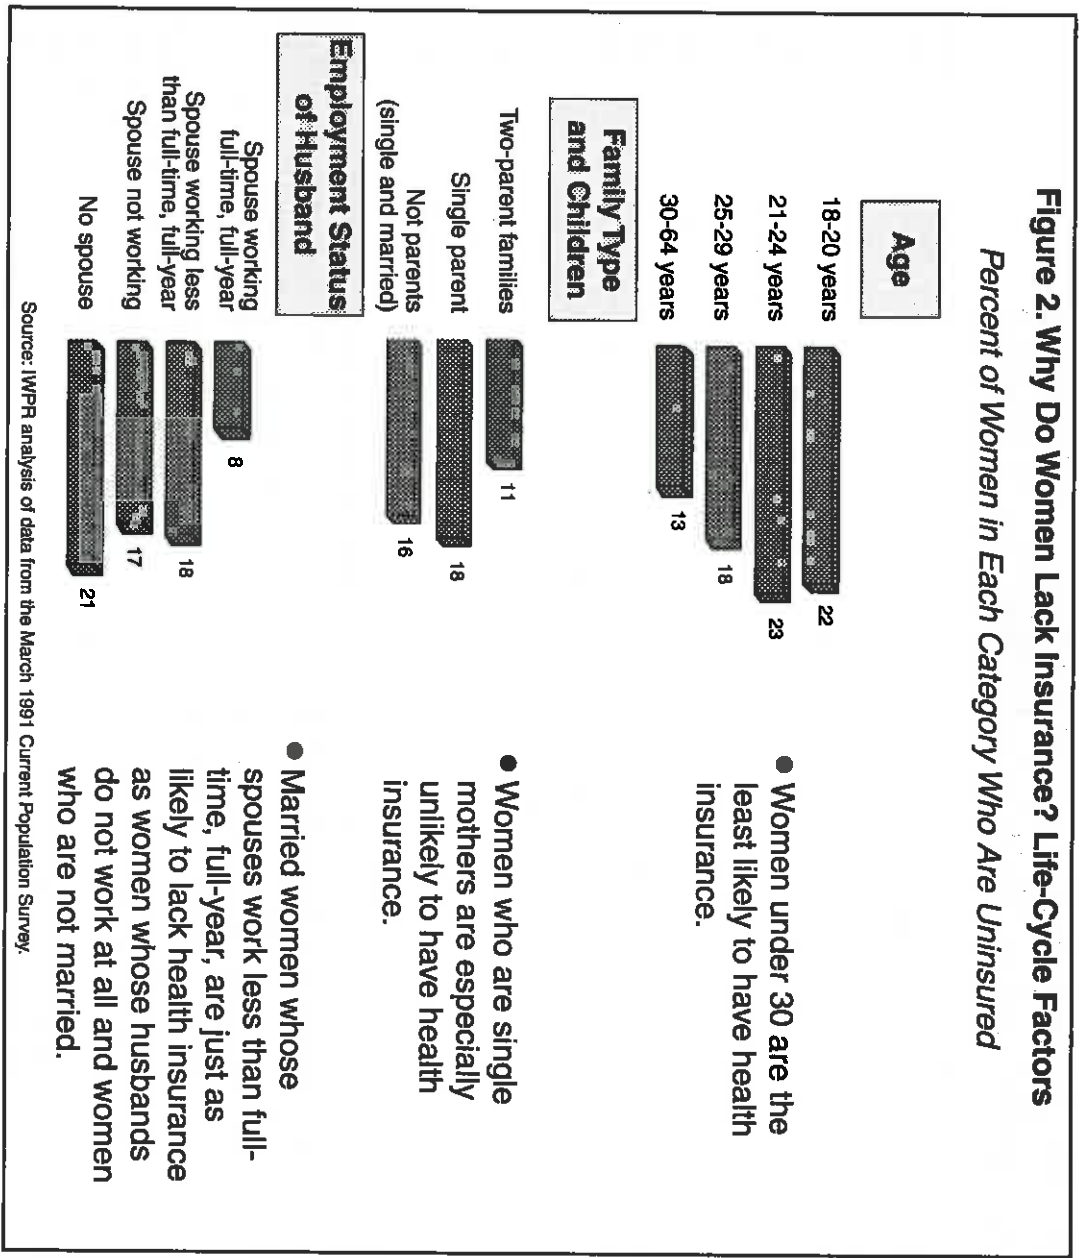 Figure 2. Why Do Women Lack Insurance? Life-Cycle Factors
Percent of Women in Each Category Who Are Uninsured
Age
18-20 years 22
21-24 years 23
25-29 years 18
30-64 years 13
● Women under 30 are the
least likely to have health
insurance.
Family Type
and Children
Two-parent families 11
Single parent 18
Not parents
(single and married) 16
● Women who are single
mothers are especially
unlikely to have health
insurance.
Employment Status
of Husband
Spouse working
full-time, full-year 8
Spouse working less
than full-time, full-year 18
Spouse not working 17
No spouse 21
● Married women whose
spouses work less than full-
time, full-year, are just as
likely to lack health insurance
as women whose husbands
do not work at all and women
who are not married.
Source: IWPR analysis of data from the March 1991 Current Population Survey.